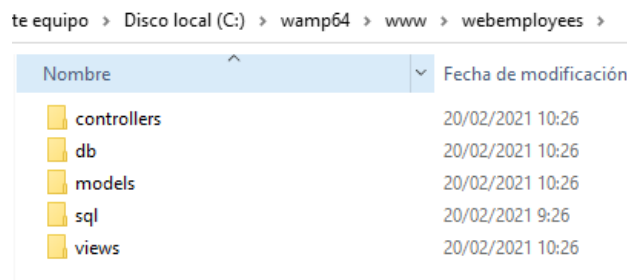 te equipo > Disco local (C:) > wamp64 > www > webemployees >
Nombre Fecha de modificación
controllers 20/02/2021 10:26
db 20/02/2021 10:26
models 20/02/2021 10:26
sql 20/02/2021 9:26
views 20/02/2021 10:26